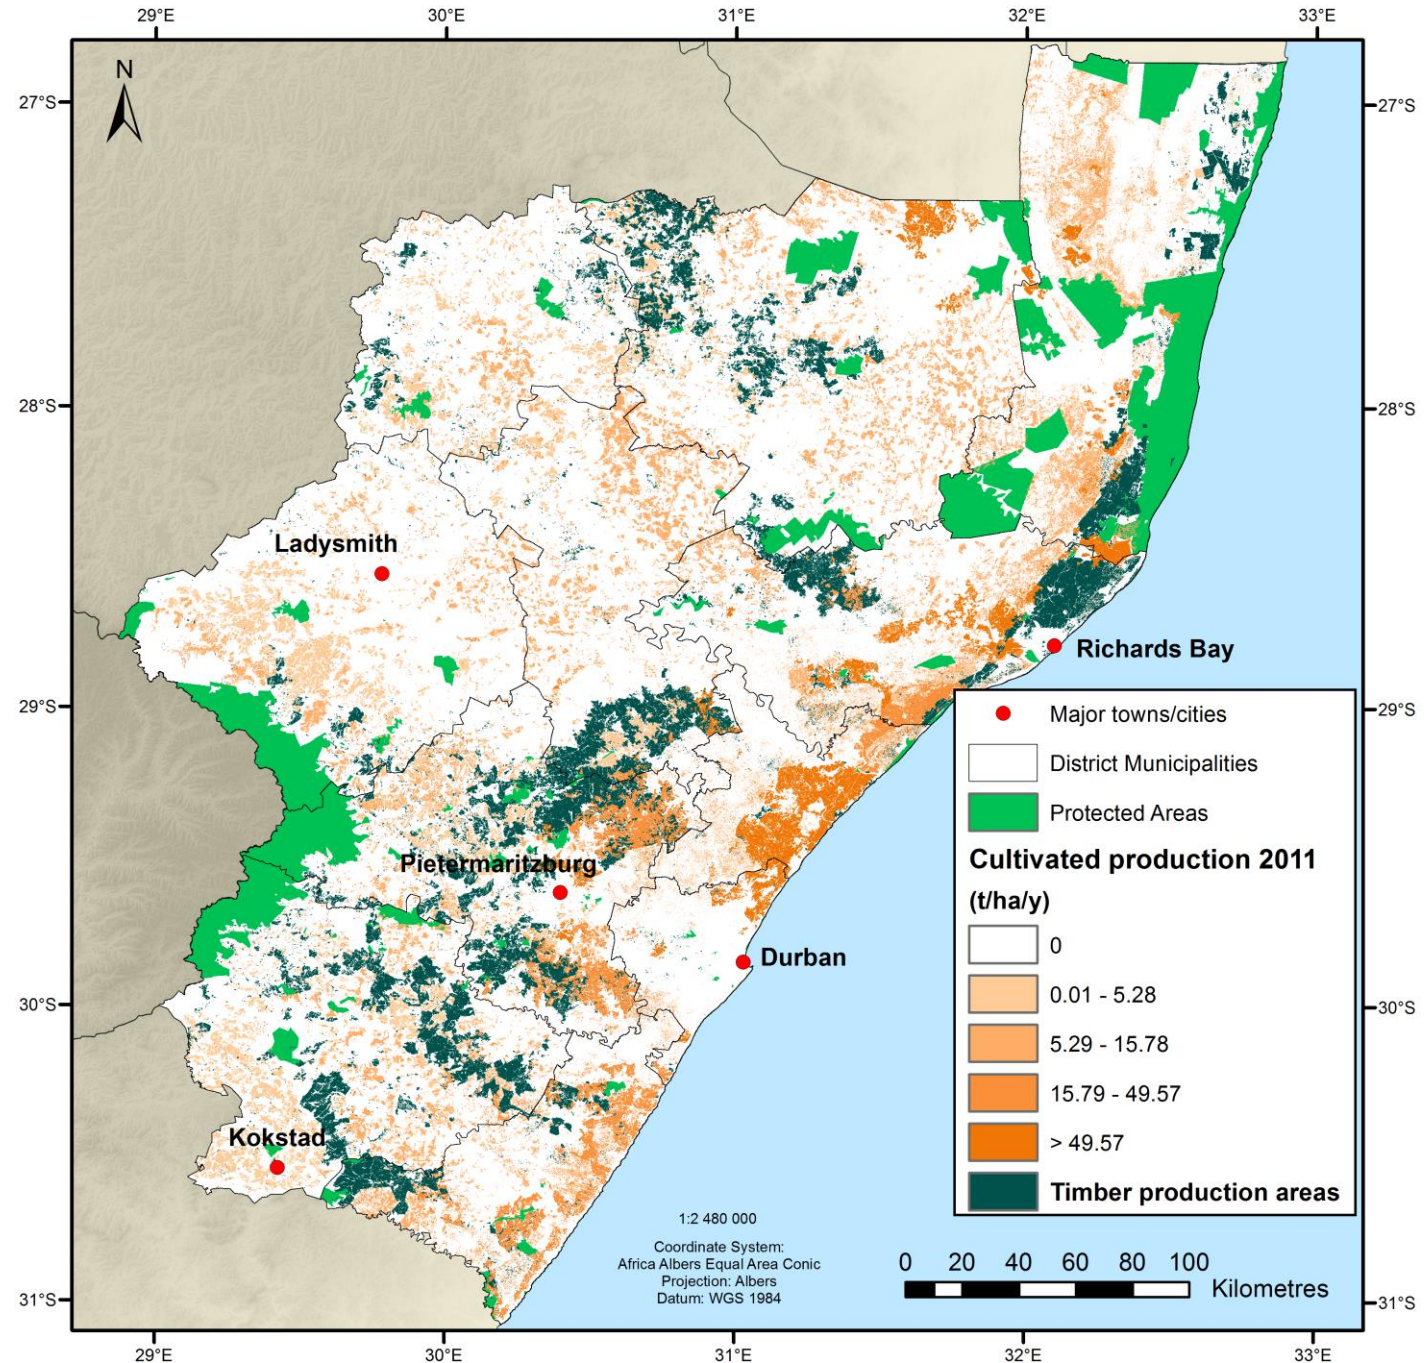 29°E 30°E 31°E 32°E 33°E
N
27°S 27°S
28°S 28°S
Ladysmith
Richards Bay
29°S 29°S
Major towns/cities
District Municipalities
Protected Areas
Cultivated production 2011
(t/ha/y)
0
0.01 - 5.28
5.29 - 15.78
15.79 - 49.57
> 49.57
Timber production areas
Pietermaritzburg
Durban
30°S 30°S
Kokstad
1:2 480 000
Coordinate System:
Africa Albers Equal Area Conic
Projection: Albers
Datum: WGS 1984
0 20 40 60 80 100
Kilometres
31°S 31°S
29°E 30°E 31°E 32°E 33°E